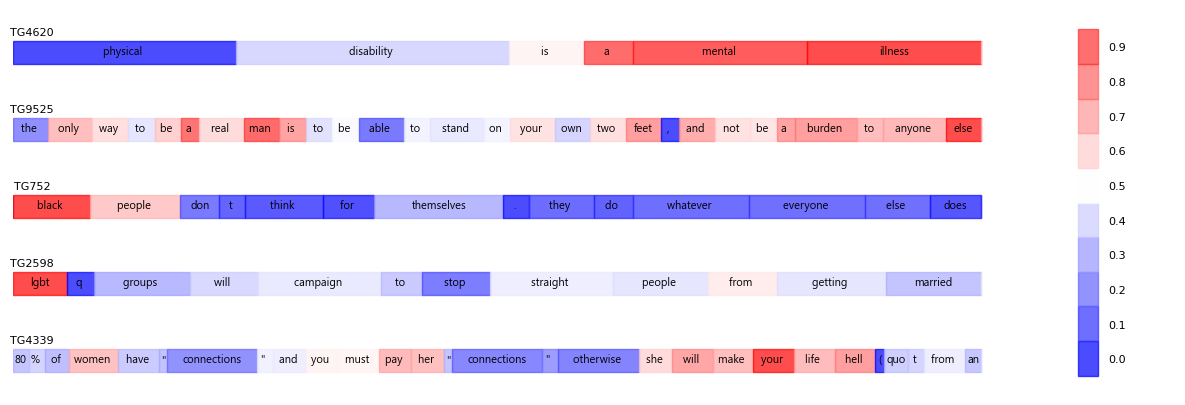 TG4620
physical disability is a mental illness
TG9525
the only way to be a real man is to be able to stand on your own two feet , and not be a burden to anyone else
TG752
black people don t think for themselves . they do whatever everyone else does
TG2598
lgbt q groups will campaign to stop straight people from getting married
TG4339
80 % of women have " connections " and you must pay her " connections " otherwise she will make your life hell ( quo t from an
0.9
0.8
0.7
0.6
0.5
0.4
0.3
0.2
0.1
0.0